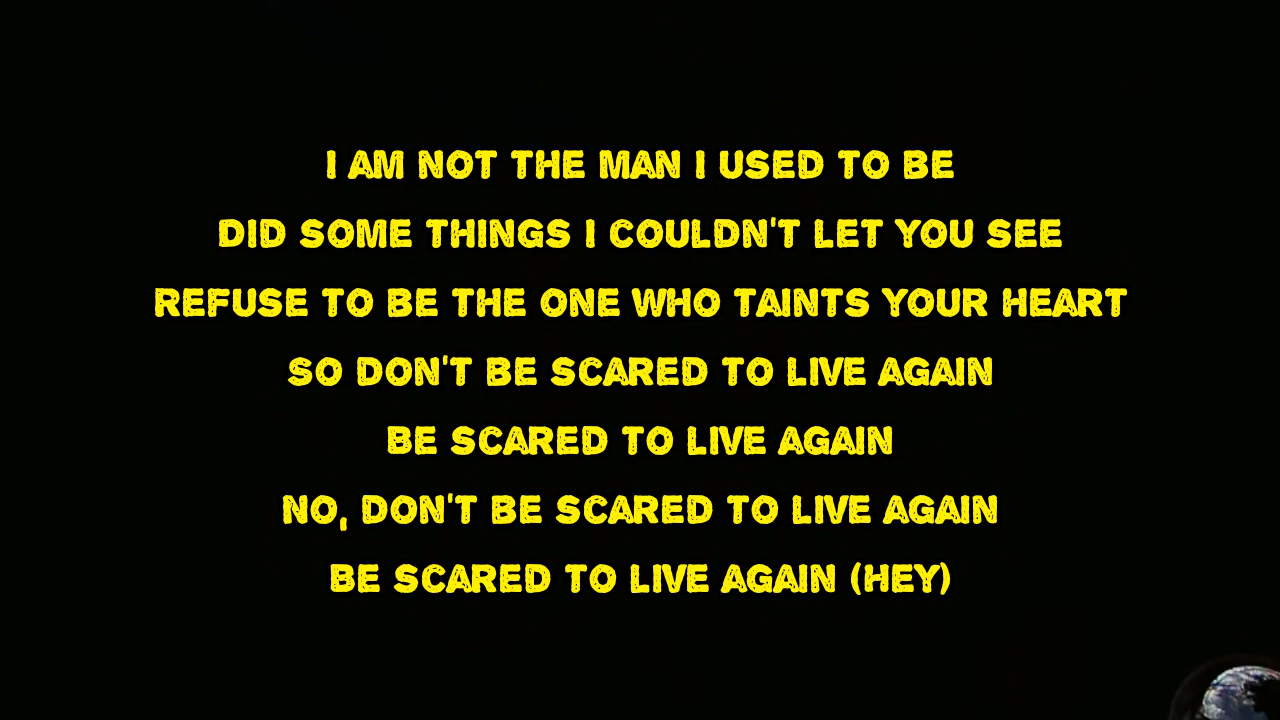 I AM NOT THE MAN I USED TO BE
DID SOME THINGS I COULDN'T LET YOU SEE
REFUSE TO BE THE ONE WHO TAINTS YOUR HEART
SO DON'T BE SCARED TO LIVE AGAIN
BE SCARED TO LIVE AGAIN
NO, DON'T BE SCARED TO LIVE AGAIN
BE SCARED TO LIVE AGAIN (HEY)